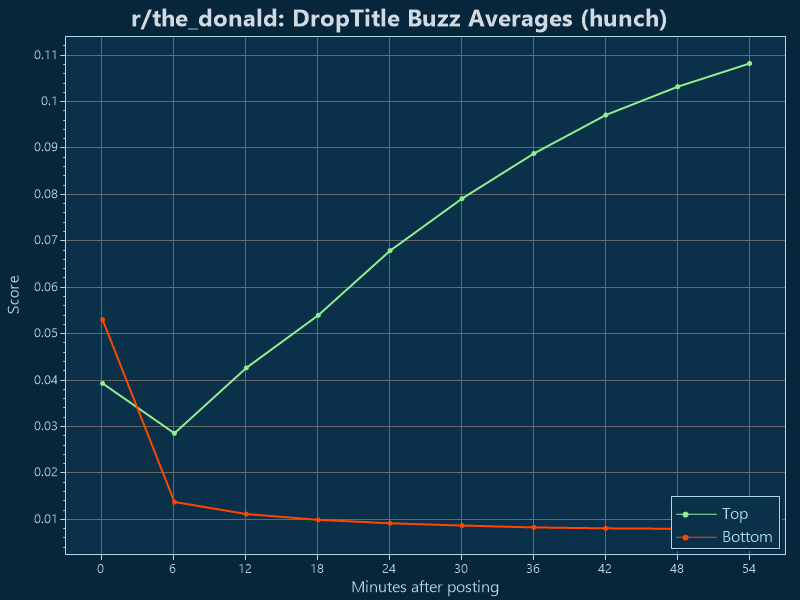 r/the_donald: DropTitle Buzz Averages (hunch)
Score
0.11
0.1
0.09
0.08
0.07
0.06
0.05
0.04
0.03
0.02
0.01
Top
Bottom
0 6 12 18 24 30 36 42 48 54
Minutes after posting